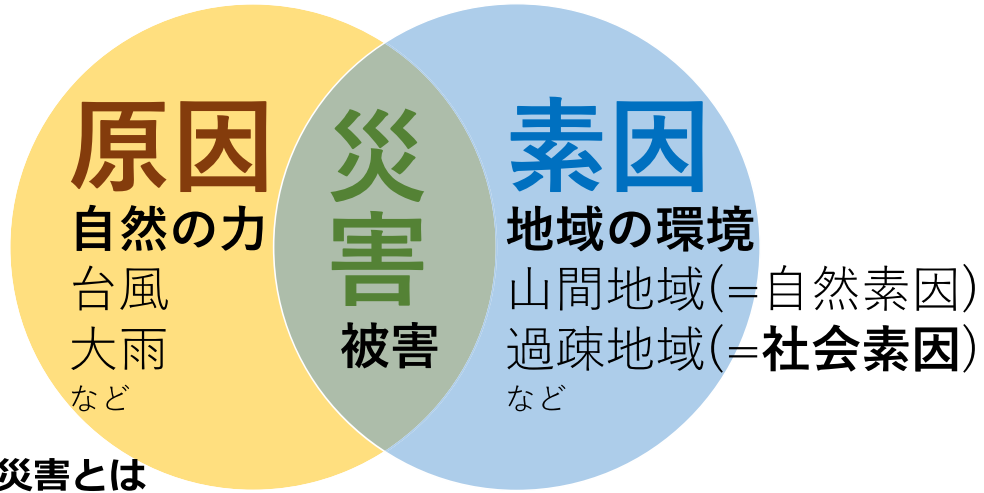 原因
自然の力
台風
大雨
など
災害
被害
素因
地域の環境
山間地域(=自然素因)
過疎地域(=社会素因)
など
災害とは